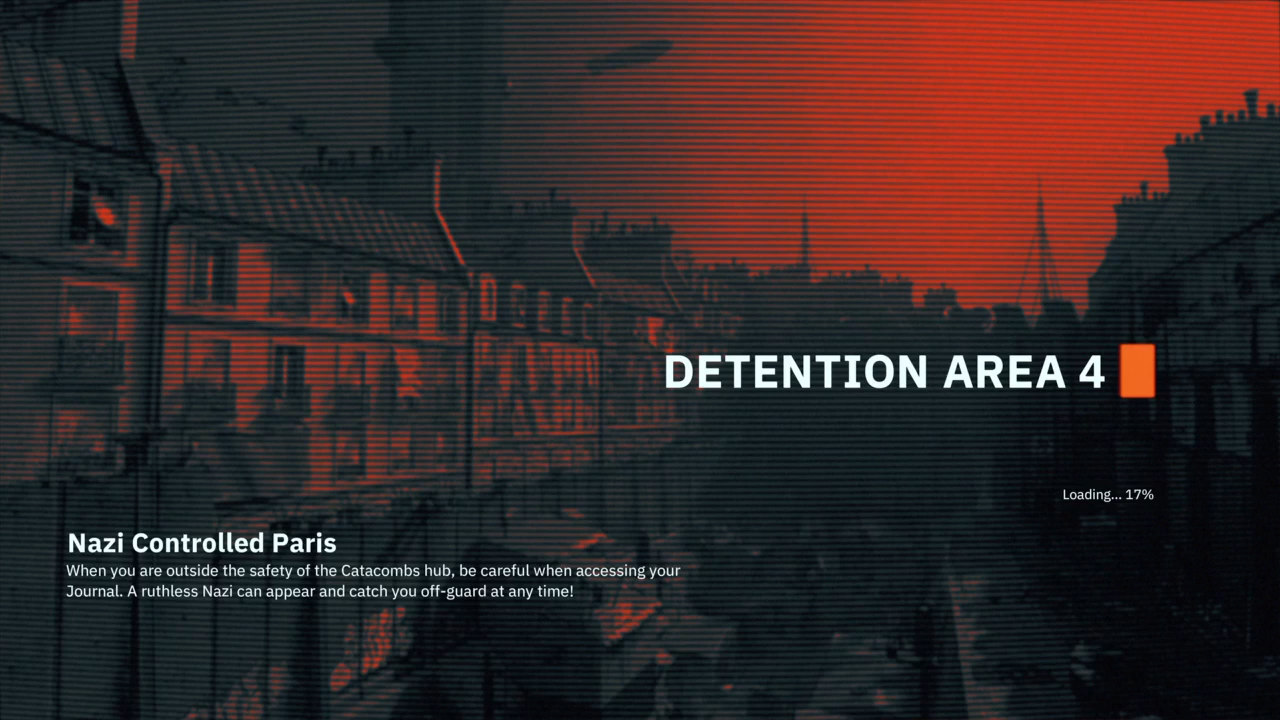 DETENTION AREA 4
Loading... 17%
Nazi Controlled Paris
When you are outside the safety of the Catacombs hub, be careful when accessing your
Journal. A ruthless Nazi can appear and catch you off-guard at any time!